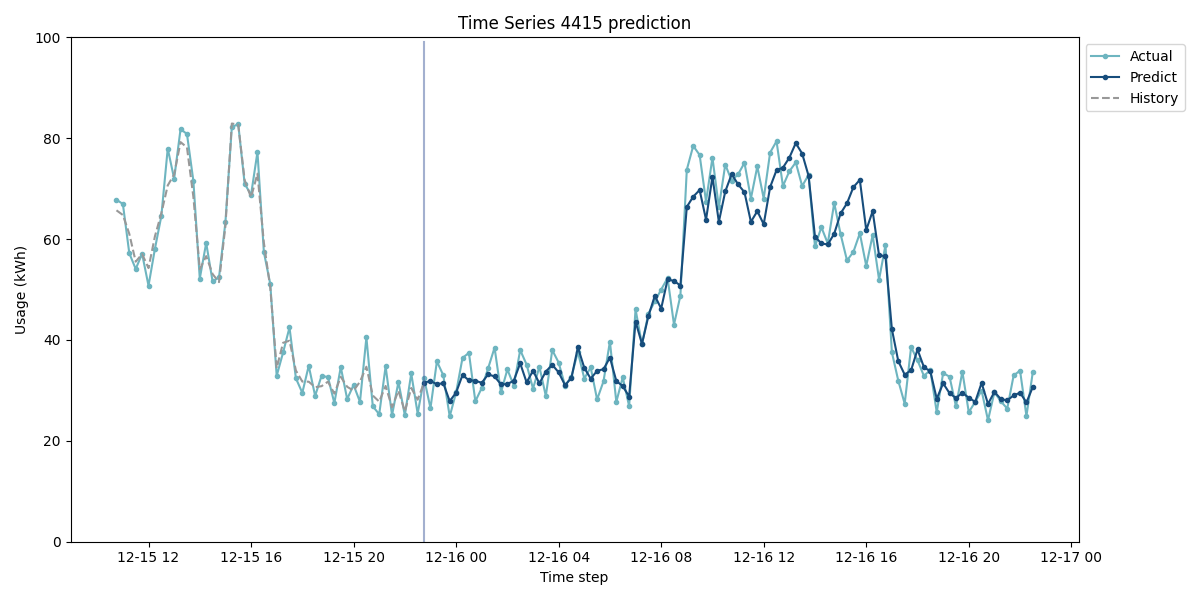 Time Series 4415 prediction
100
80
60
40
20
0
Usage (kWh)
12-15 12
12-15 16
12-15 20
12-16 00
12-16 04
12-16 08
12-16 12
12-16 16
12-16 20
12-17 00
Time step
Actual
Predict
History